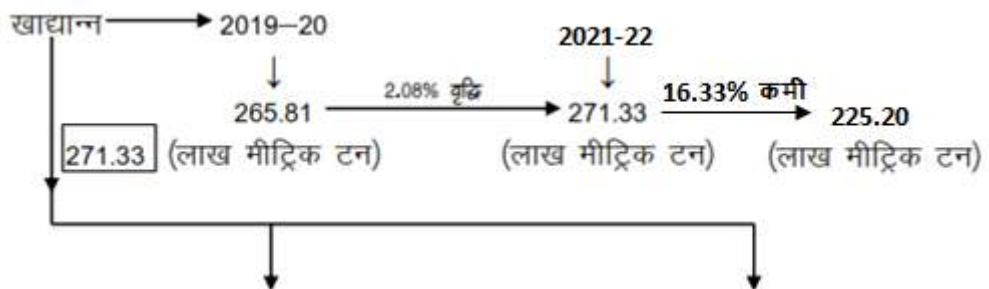 खाद्यान्न 2019–20
2021-22
2.08% वृद्धि
16.33% कमी
265.81 271.33 225.20
271.33 (लाख मीट्रिक टन) (लाख मीट्रिक टन) (लाख मीट्रिक टन)